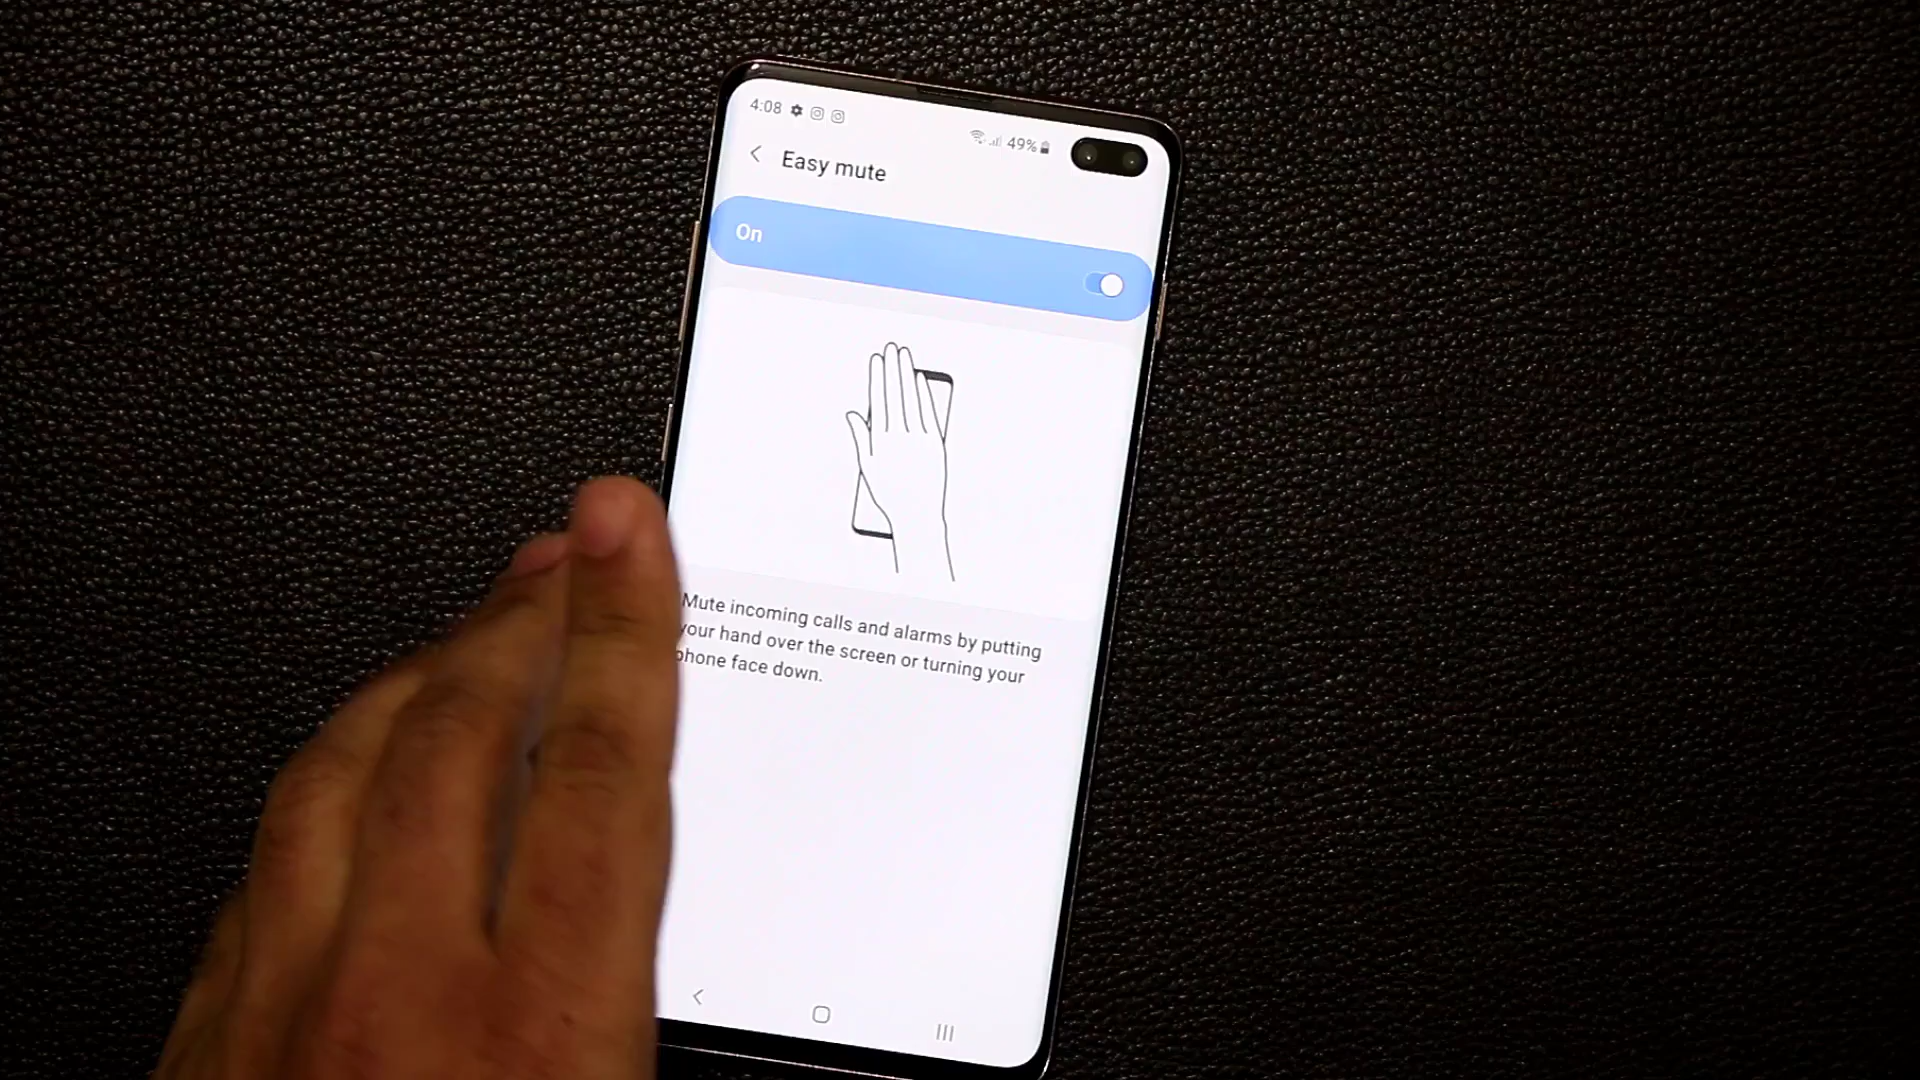 4:08
49%
Easy mute
On
Mute incoming calls and alarms by putting
your hand over the screen or turning your
phone face down.